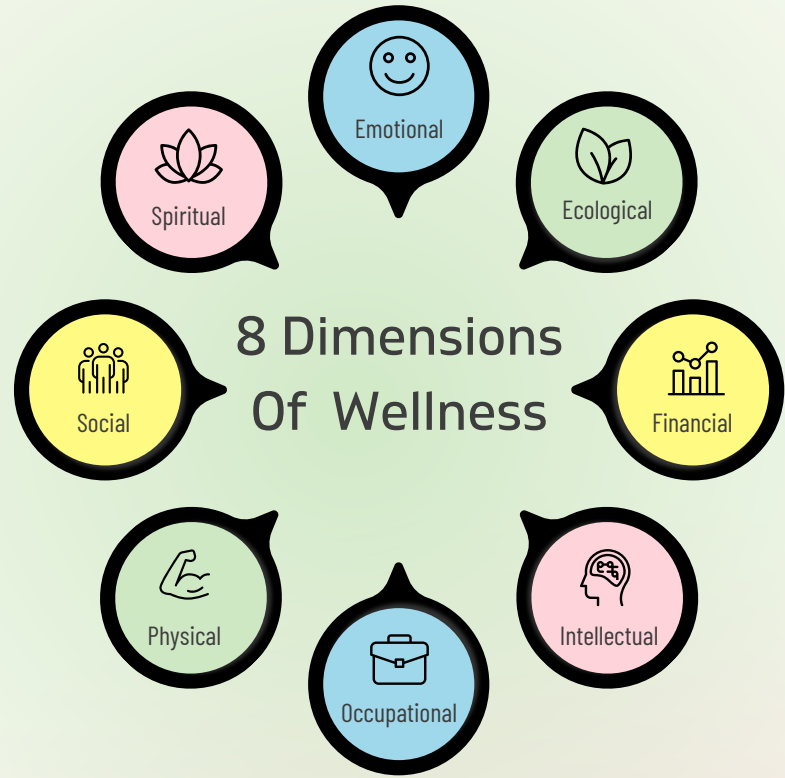 8 Dimensions
Of Wellness
Emotional
Ecological
Financial
Intellectual
Occupational
Physical
Social
Spiritual